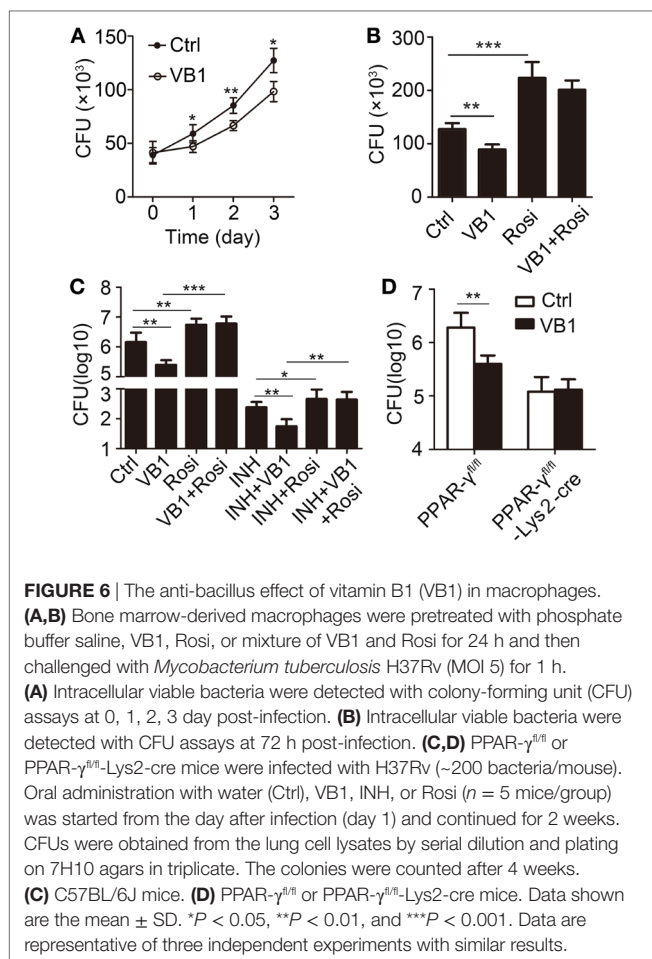 A
Ctrl
VB1
CFU (×10³)
150
100
50
0
*
**
*
0 1 2 3
Time (day)
B
CFU (×10³)
300
200
100
0
***
**
Ctrl
VB1
Rosi
VB1+Rosi
C
CFU(log10)
8
7
6
5
3
2
1
***
**
**
**
*
**
Ctrl
VB1
Rosi
VB1+Rosi
INH
INH+VB1
INH+Rosi
INH+VB1
+Rosi
D
Ctrl
VB1
CFU(log10)
7
6
5
4
**
PPAR-γfl/fl
PPAR-γfl/fl
-Lys2-cre
FIGURE 6 | The anti-bacillus effect of vitamin B1 (VB1) in macrophages.
(A,B) Bone marrow-derived macrophages were pretreated with phosphate
buffer saline, VB1, Rosi, or mixture of VB1 and Rosi for 24 h and then
challenged with Mycobacterium tuberculosis H37Rv (MOI 5) for 1 h.
(A) Intracellular viable bacteria were detected with colony-forming unit (CFU)
assays at 0, 1, 2, 3 day post-infection. (B) Intracellular viable bacteria were
detected with CFU assays at 72 h post-infection. (C,D) PPAR-γfl/fl or
PPAR-γfl/fl-Lys2-cre mice were infected with H37Rv (~200 bacteria/mouse).
Oral administration with water (Ctrl), VB1, INH, or Rosi (n = 5 mice/group)
was started from the day after infection (day 1) and continued for 2 weeks.
CFUs were obtained from the lung cell lysates by serial dilution and plating
on 7H10 agars in triplicate. The colonies were counted after 4 weeks.
(C) C57BL/6J mice. (D) PPAR-γfl/fl or PPAR-γfl/fl-Lys2-cre mice. Data shown
are the mean ± SD. *P < 0.05, **P < 0.01, and ***P < 0.001. Data are
representative of three independent experiments with similar results.